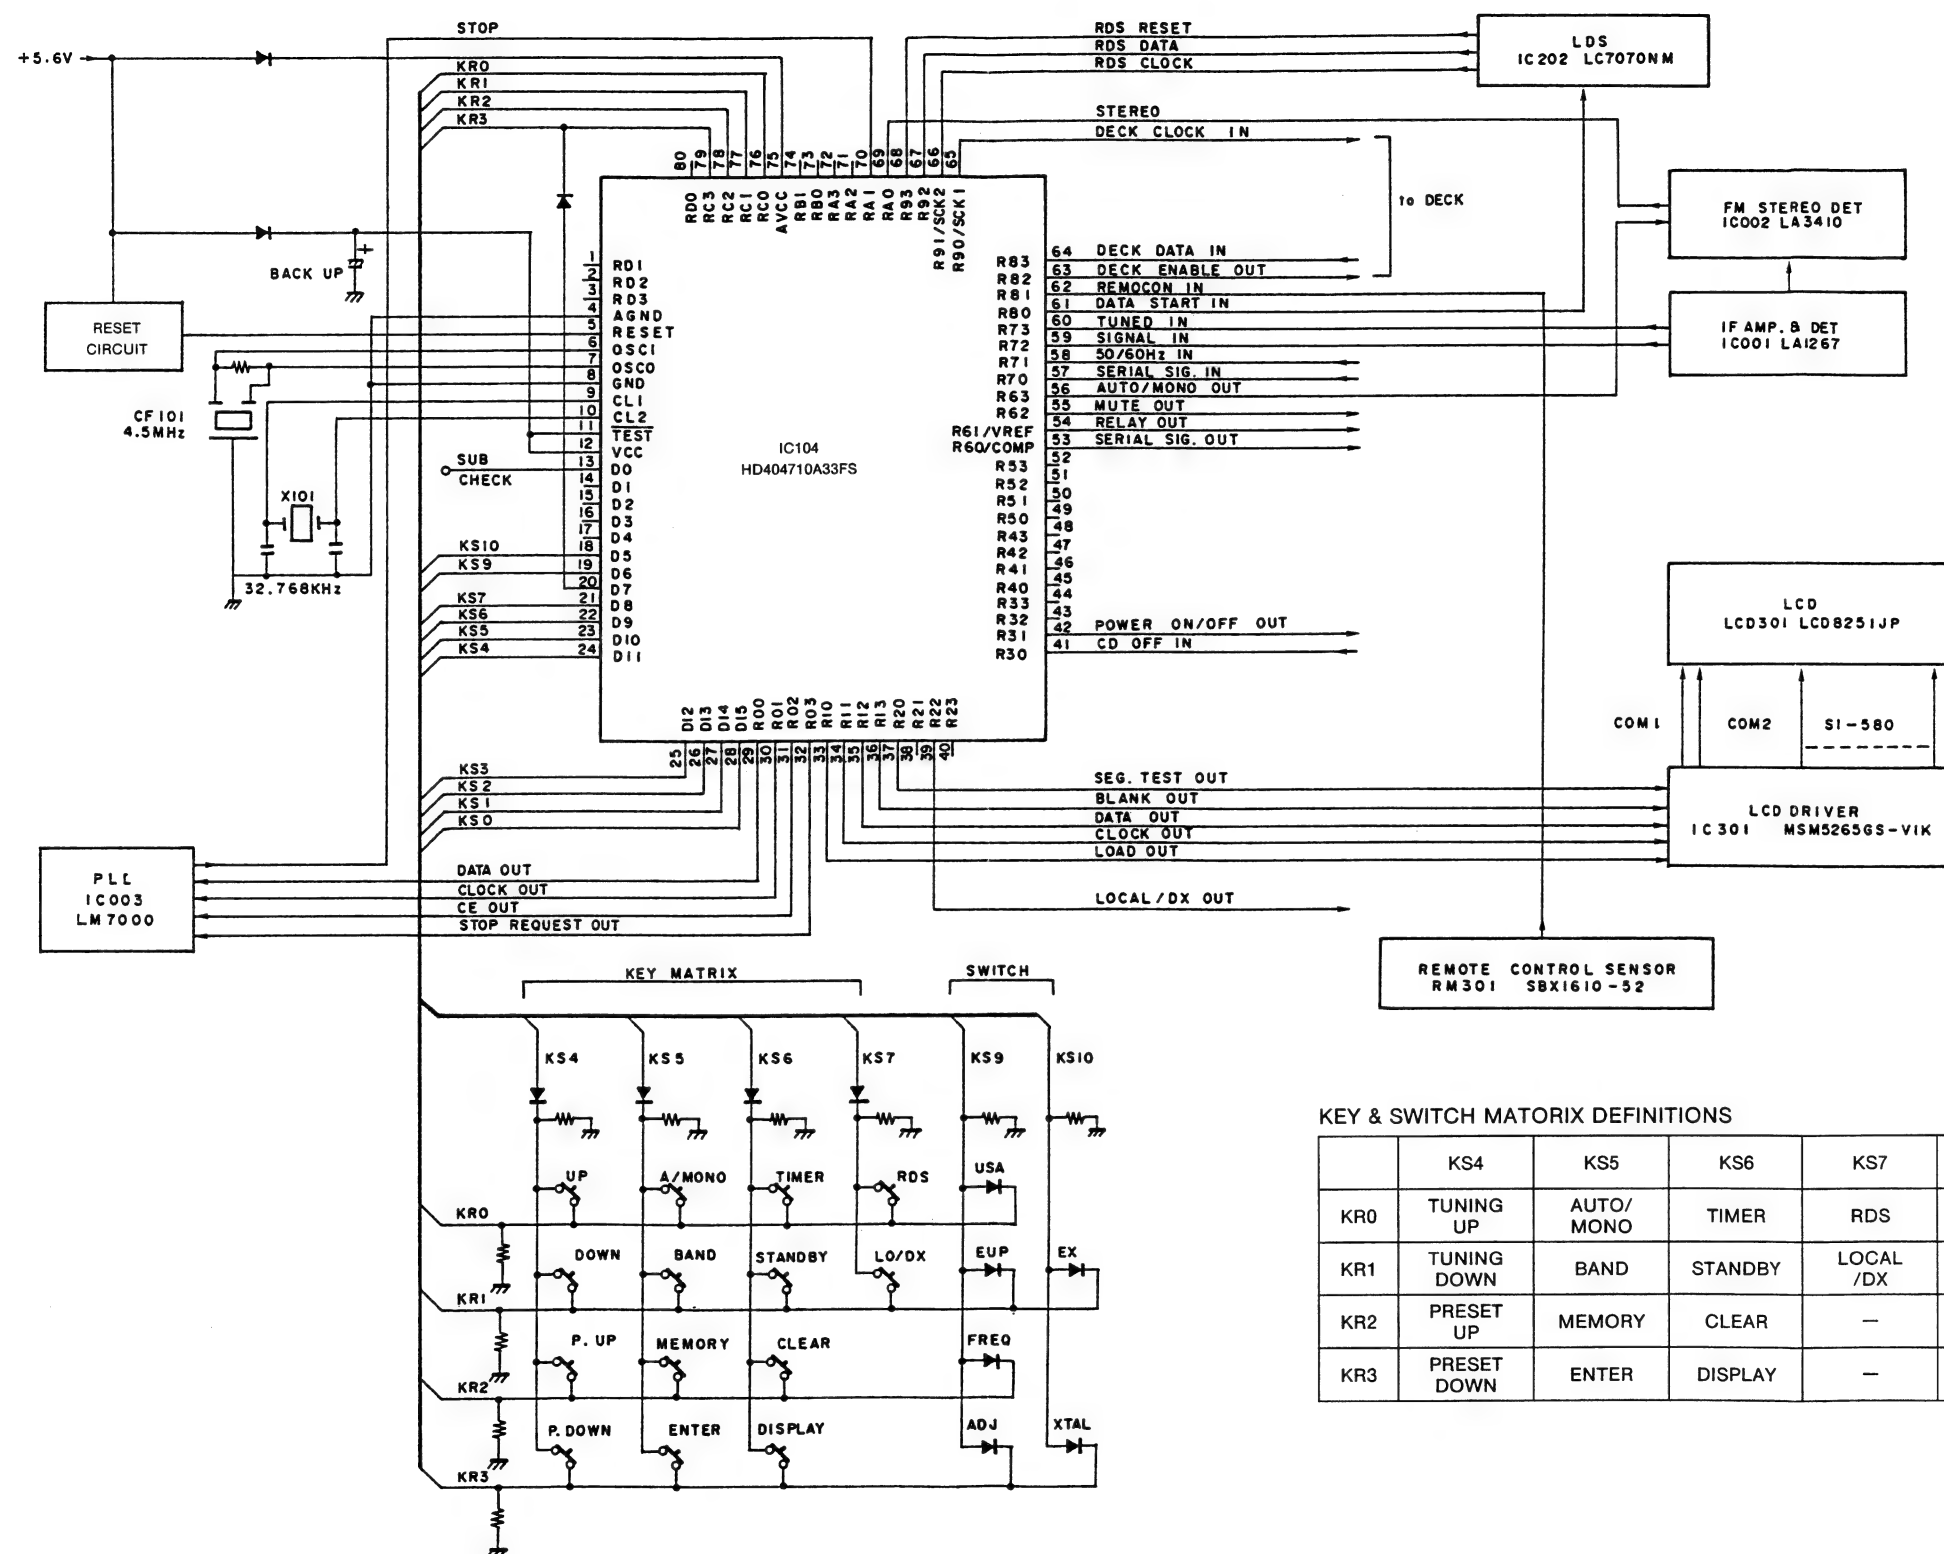 STOP
+5.6V
KR0
KR1
KR2
KR3
RDS RESET
RDS DATA
RDS CLOCK
LDS
IC202 LC7070NM
STEREO
DECK CLOCK IN
to DECK
FM STEREO DET
IC002 LA3410
IF AMP. & DET
IC001 LA1267
BACK UP
RESET
CIRCUIT
CF101
4.5MHz
X101
32.768KHz
SUB
CHECK
80 79 78 77 76 75 74 73 72 71 70 69 68 67 66 65
RD0 RC3 RC2 RC1 RC0 AVCC RB1 RB0 RA3 RA2 RA1 RA0 R93 R92 R91/SCK2 R90/SCK1
1 RD1
2 RD2
3 RD3
4 AGND
5 RESET
6 OSC1
7 OSC0
8 GND
9 CL1
10 CL2
11 TEST
12 VCC
13 D0
14 D1
15 D2
16 D3
17 D4
KS10 18 D5
KS9 19 D6
20 D7
KS7 21 D8
KS6 22 D9
KS5 23 D10
KS4 24 D11
IC104
HD404710A33FS
R83 64 DECK DATA IN
R82 63 DECK ENABLE OUT
R81 62 REMOCON IN
R80 61 DATA START IN
R73 60 TUNED IN
R72 59 SIGNAL IN
R71 58 50/60Hz IN
R70 57 SERIAL SIG. IN
R63 56 AUTO/MONO OUT
R62 55 MUTE OUT
R61/VREF 54 RELAY OUT
R60/COMP 53 SERIAL SIG. OUT
R53 52
R52 51
R51 50
R50 49
R43 48
R42 47
R41 46
R40 45
R33 44
R32 43
R31 42 POWER ON/OFF OUT
R30 41 CD OFF IN
D12 D13 D14 D15 R00 R01 R02 R03 R10 R11 R12 R13 R20 R21 R22 R23
25 26 27 28 29 30 31 32 33 34 35 36 37 38 39 40
LCD
LCD301 LCD8251JP
COM1 COM2 S1-S80
LCD DRIVER
IC301 MSM5265GS-V1K
KS3
KS2
KS1
KS0
SEG. TEST OUT
BLANK OUT
DATA OUT
CLOCK OUT
LOAD OUT
LOCAL/DX OUT
PLL
IC003
LM7000
DATA OUT
CLOCK OUT
CE OUT
STOP REQUEST OUT
REMOTE CONTROL SENSOR
RM301 SBX1610-52
KEY MATRIX SWITCH
KS4 KS5 KS6 KS7 KS9 KS10
UP A/MONO TIMER RDS USA
KR0
DOWN BAND STANDBY LO/DX EUP EX
KR1
P. UP MEMORY CLEAR FREQ
KR2
P. DOWN ENTER DISPLAY ADJ XTAL
KR3
KEY & SWITCH MATORIX DEFINITIONS
KS4 KS5 KS6 KS7
KR0 TUNING UP AUTO/ MONO TIMER RDS
KR1 TUNING DOWN BAND STANDBY LOCAL /DX
KR2 PRESET UP MEMORY CLEAR —
KR3 PRESET DOWN ENTER DISPLAY —